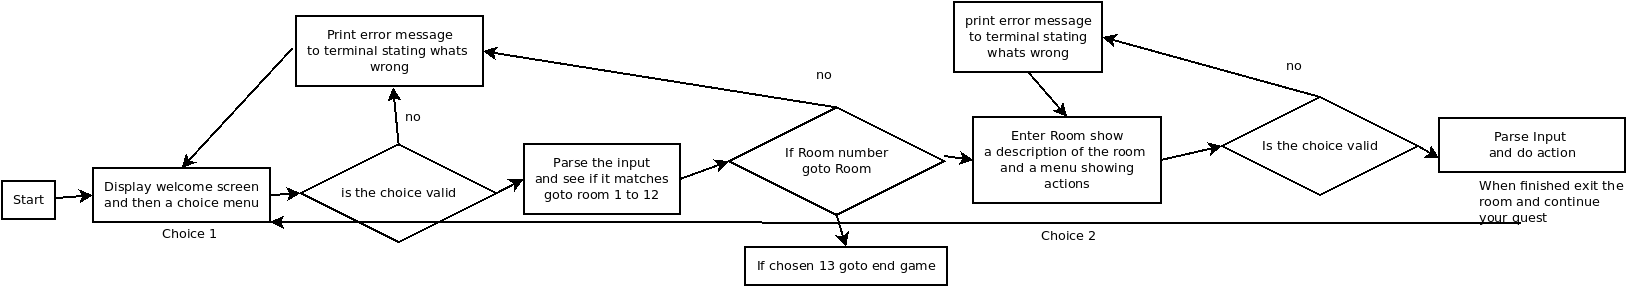 Start
Display welcome screen
and then a choice menu
Choice 1
Print error message
to terminal stating whats
wrong
no
is the choice valid
Parse the input
and see if it matches
goto room 1 to 12
no
If Room number
goto Room
If chosen 13 goto end game
print error message
to terminal stating
whats wrong
Enter Room show
a description of the room
and a menu showing
actions
Choice 2
no
Is the choice valid
Parse Input
and do action
When finished exit the
room and continue
your quest